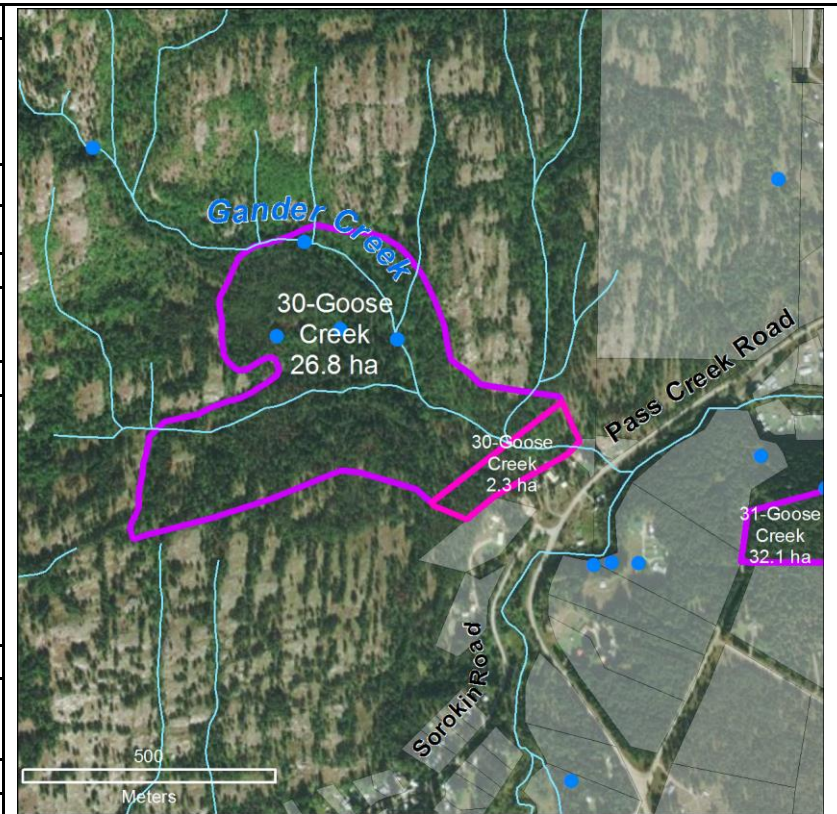 Gander Creek
30-Goose
Creek
26.8 ha
Pass Creek Road
30-Goose
Creek
2.3 ha
31-Goose
Creek
32.1 ha
Sorokin Road
500
Meters